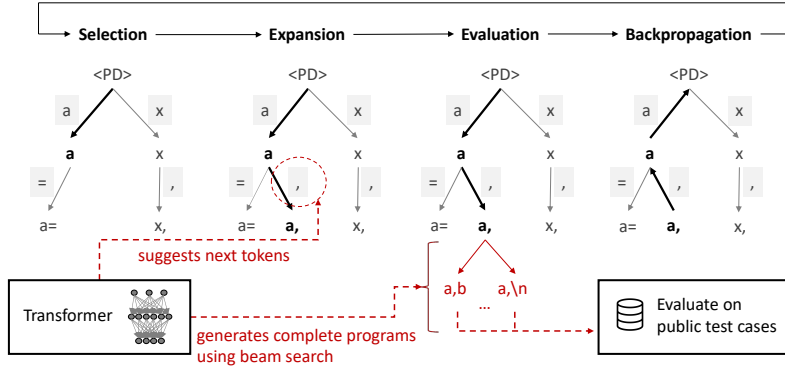 Selection
Expansion
Evaluation
Backpropagation
<PD>
<PD>
<PD>
<PD>
a
x
a
x
a
x
a
x
a
x
a
x
a
x
a
x
=
,
=
,
,
=
,
,
=
,
,
a=
x,
a=
a,
x,
a=
a,
x,
a=
a,
x,
suggests next tokens
a,b
a,\n
...
Transformer
generates complete programs
using beam search
Evaluate on
public test cases